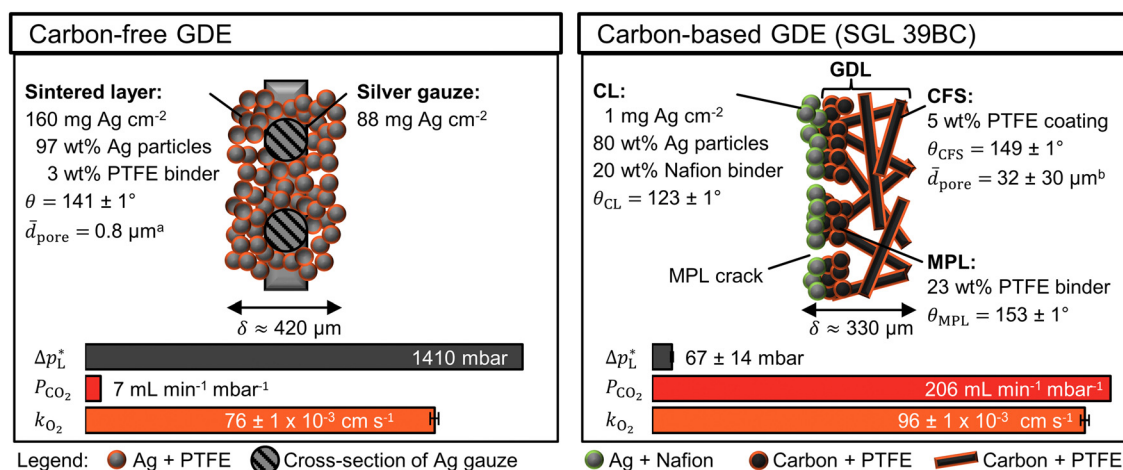 Carbon-free GDE
Sintered layer:
160 mg Ag cm⁻²
97 wt% Ag particles
3 wt% PTFE binder
θ = 141 ± 1°
d̄pore = 0.8 µmᵃ
Silver gauze:
88 mg Ag cm⁻²
δ ≈ 420 µm
Δp*L
1410 mbar
PCO₂
7 mL min⁻¹ mbar⁻¹
kO₂
76 ± 1 x 10⁻³ cm s⁻¹
Carbon-based GDE (SGL 39BC)
GDL
CL:
1 mg Ag cm⁻²
80 wt% Ag particles
20 wt% Nafion binder
θCL = 123 ± 1°
CFS:
5 wt% PTFE coating
θCFS = 149 ± 1°
d̄pore = 32 ± 30 µmᵇ
MPL crack
MPL:
23 wt% PTFE binder
θMPL = 153 ± 1°
δ ≈ 330 µm
Δp*L
67 ± 14 mbar
PCO₂
206 mL min⁻¹ mbar⁻¹
kO₂
96 ± 1 x 10⁻³ cm s⁻¹
Legend: Ag + PTFE Cross-section of Ag gauze Ag + Nafion Carbon + PTFE Carbon + PTFE